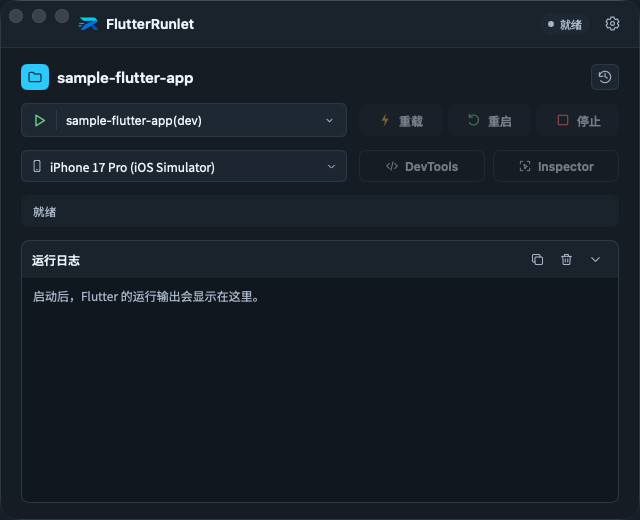 FlutterRunlet
就绪
sample-flutter-app
sample-flutter-app(dev)
重载
重启
停止
iPhone 17 Pro (iOS Simulator)
DevTools
Inspector
就绪
运行日志
启动后，Flutter 的运行输出会显示在这里。